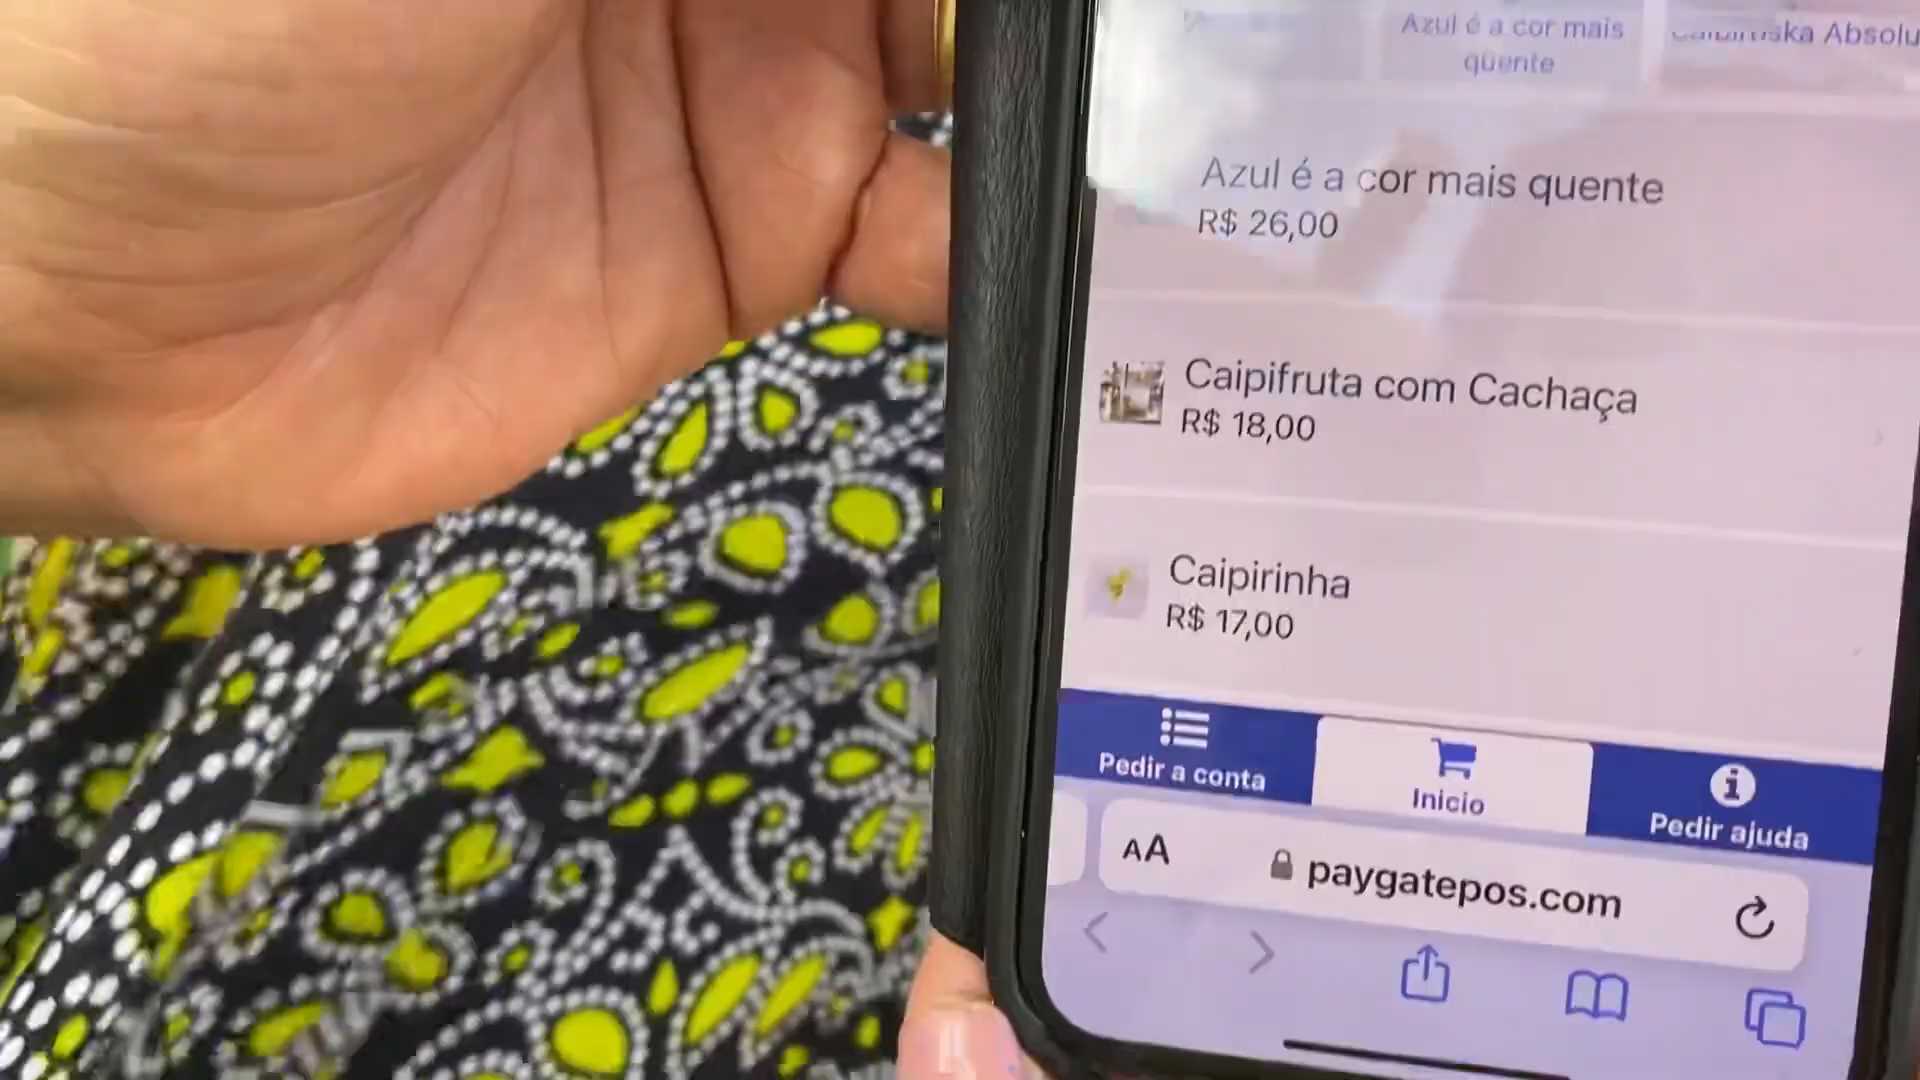 Azul é a cor mais
quente
Absolu
Azul é a cor mais quente
R$ 26,00
Caipifruta com Cachaça
R$ 18,00
Caipirinha
R$ 17,00
Pedir a conta
Inicio
Pedir ajuda
AA
paygatepos.com